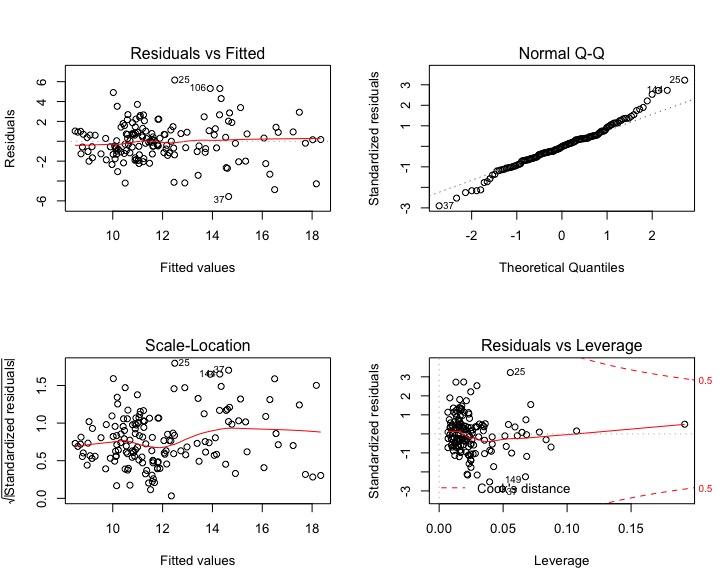 Residuals vs Fitted
Residuals
6
4
2
-2
-6
25
106
37
10 12 14 16 18
Fitted values
Normal Q-Q
Standardized residuals
3
1
-1
-3
25
37
-2 -1 0 1 2
Theoretical Quantiles
Scale-Location
√|Standardized residuals|
1.5
1.0
0.5
0.0
25
37
10 12 14 16 18
Fitted values
Residuals vs Leverage
Standardized residuals
3
1
-1
-3
25
149
Cook's distance
0.5
0.5
0.00 0.05 0.10 0.15
Leverage